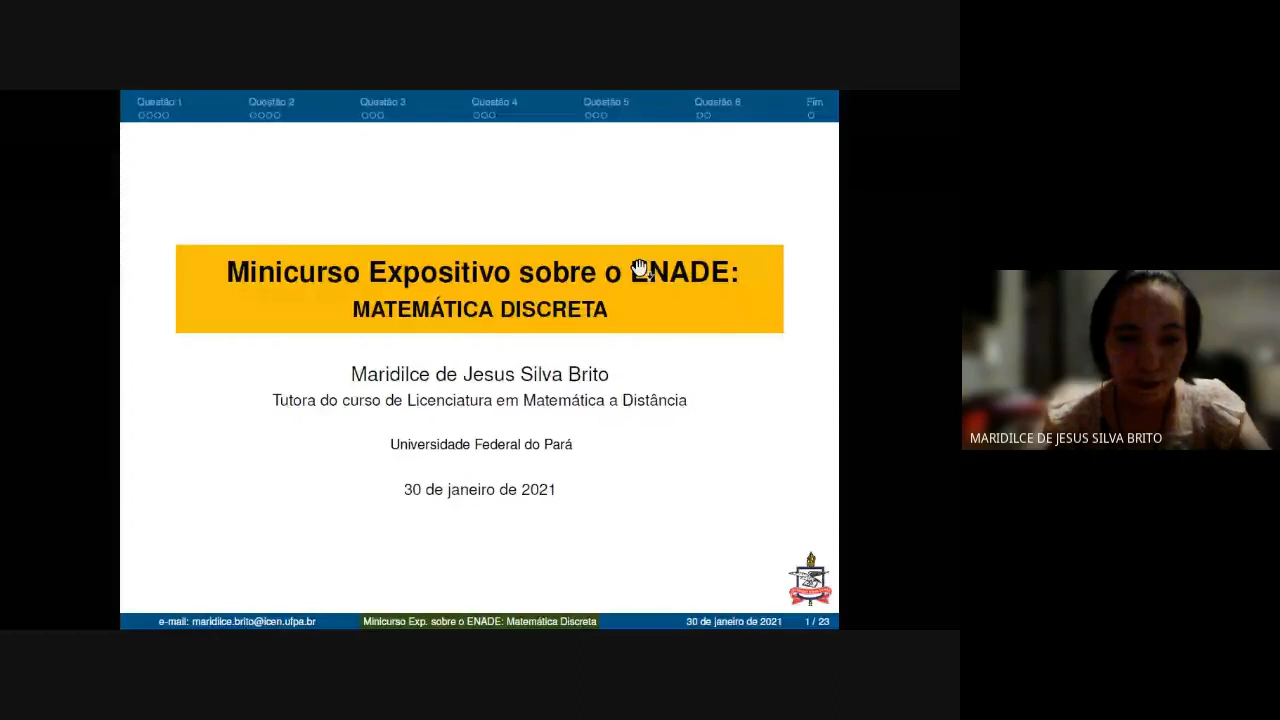 Questão 1 Questão 2 Questão 3 Questão 4 Questão 5 Questão 6 Fim
Minicurso Expositivo sobre o ENADE:
MATEMÁTICA DISCRETA
Maridilce de Jesus Silva Brito
Tutora do curso de Licenciatura em Matemática a Distância
Universidade Federal do Pará
30 de janeiro de 2021
e-mail: maridilce.brito@icen.ufpa.br Minicurso Exp. sobre o ENADE: Matemática Discreta 30 de janeiro de 2021 1 / 23
MARIDILCE DE JESUS SILVA BRITO